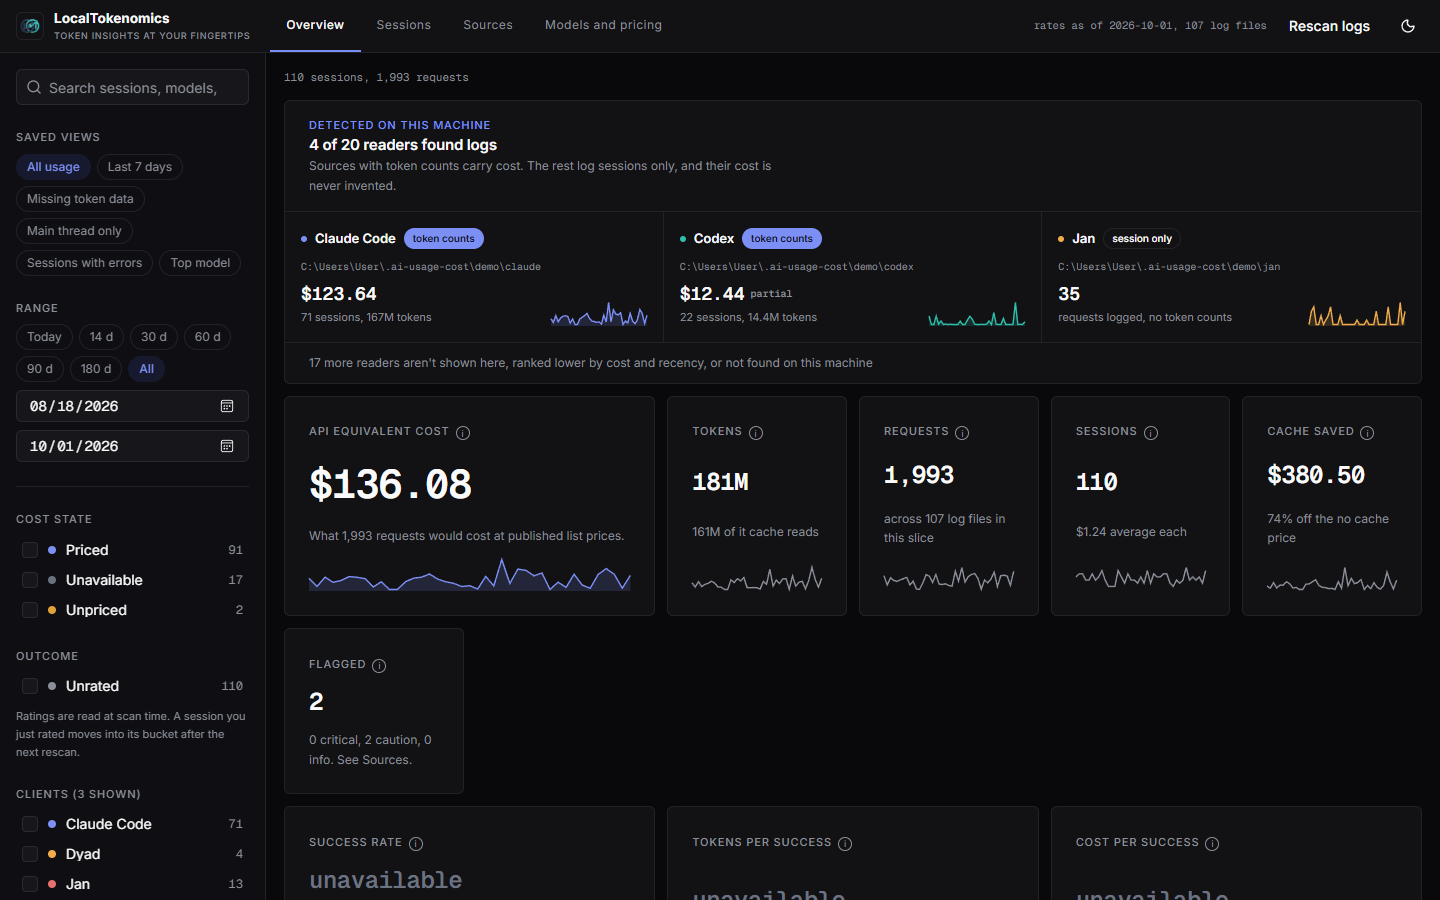 LocalTokenomics
TOKEN INSIGHTS AT YOUR FINGERTIPS
Overview
Sessions
Sources
Models and pricing
rates as of 2026-10-01, 107 log files
Rescan logs
Search sessions, models,
SAVED VIEWS
All usage
Last 7 days
Missing token data
Main thread only
Sessions with errors
Top model
RANGE
Today
14 d
30 d
60 d
90 d
180 d
All
08/18/2026
10/01/2026
COST STATE
Priced 91
Unavailable 17
Unpriced 2
OUTCOME
Unrated 110
Ratings are read at scan time. A session you
just rated moves into its bucket after the
next rescan.
CLIENTS (3 SHOWN)
Claude Code 71
Dyad 4
Jan 13
110 sessions, 1,993 requests
DETECTED ON THIS MACHINE
4 of 20 readers found logs
Sources with token counts carry cost. The rest log sessions only, and their cost is
never invented.
Claude Code token counts
C:\Users\User\.ai-usage-cost\demo\claude
$123.64
71 sessions, 167M tokens
Codex token counts
C:\Users\User\.ai-usage-cost\demo\codex
$12.44 partial
22 sessions, 14.4M tokens
Jan session only
C:\Users\User\.ai-usage-cost\demo\jan
35
requests logged, no token counts
17 more readers aren't shown here, ranked lower by cost and recency, or not found on this machine
API EQUIVALENT COST
$136.08
What 1,993 requests would cost at published list prices.
TOKENS
181M
161M of it cache reads
REQUESTS
1,993
across 107 log files in
this slice
SESSIONS
110
$1.24 average each
CACHE SAVED
$380.50
74% off the no cache
price
FLAGGED
2
0 critical, 2 caution, 0
info. See Sources.
SUCCESS RATE
unavailable
TOKENS PER SUCCESS
unavailable
COST PER SUCCESS
unavailable